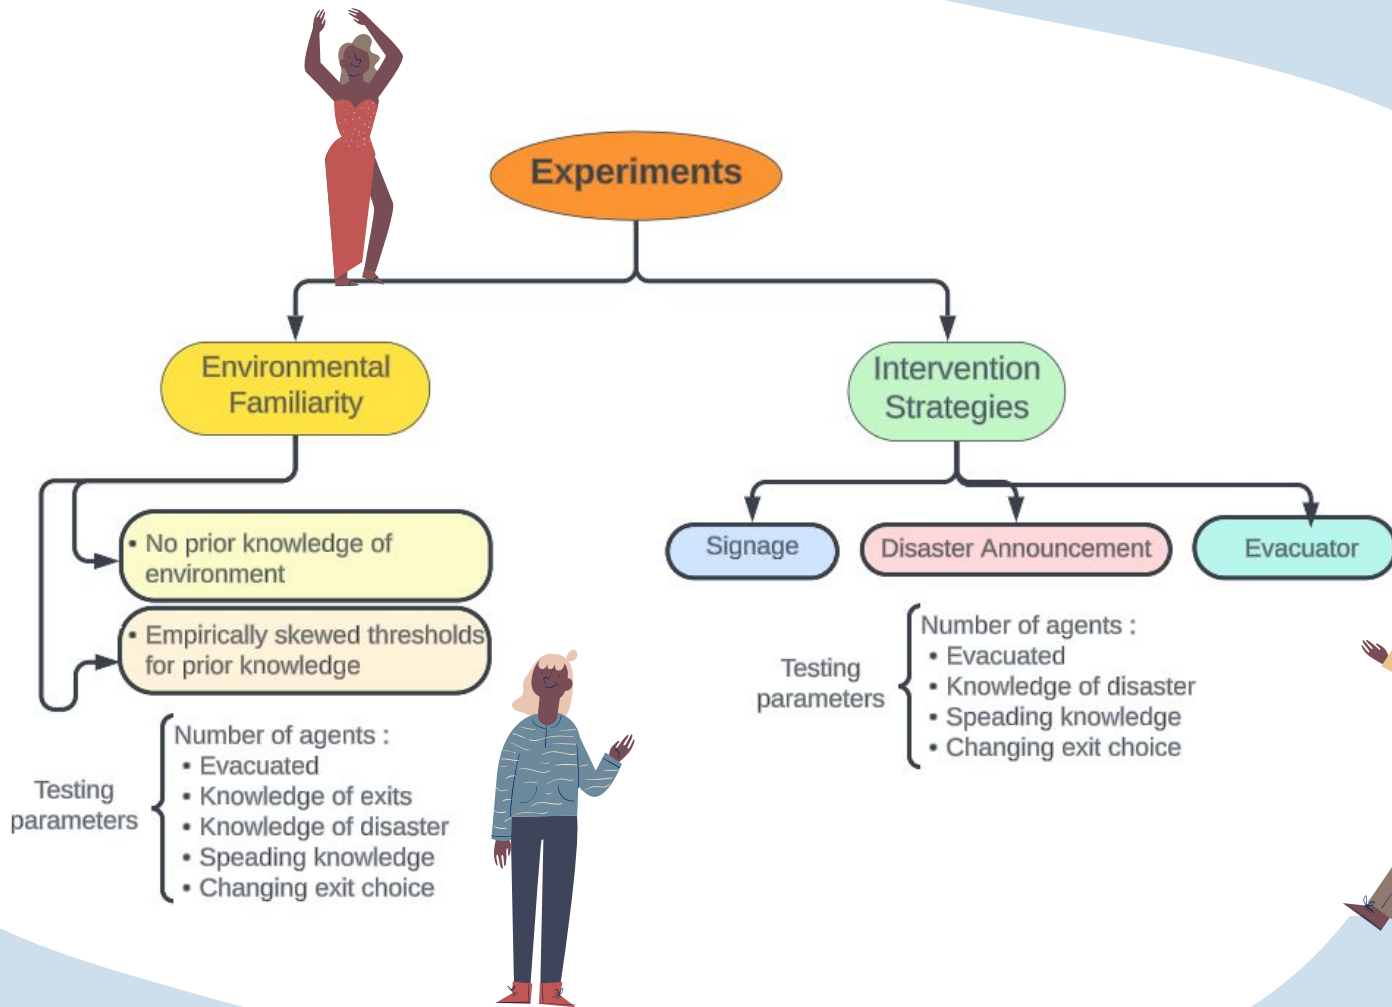 Experiments
Environmental
Familiarity
• No prior knowledge of
environment
• Empirically skewed thresholds
for prior knowledge
Testing
parameters
Number of agents :
• Evacuated
• Knowledge of exits
• Knowledge of disaster
• Speading knowledge
• Changing exit choice
Intervention
Strategies
Signage
Disaster Announcement
Evacuator
Testing
parameters
Number of agents :
• Evacuated
• Knowledge of disaster
• Speading knowledge
• Changing exit choice